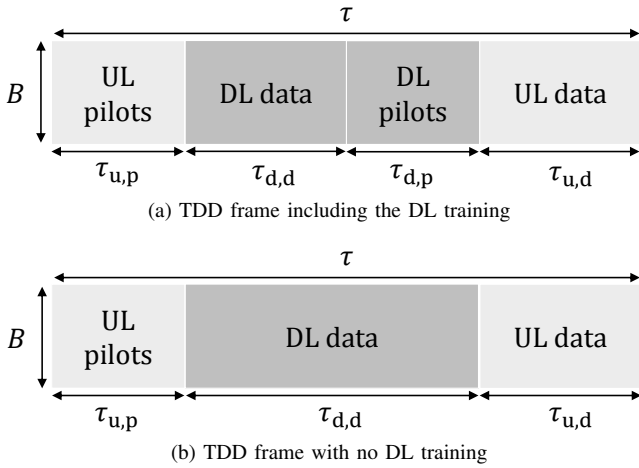 τ
B
UL pilots
DL data
DL pilots
UL data
τu,p
τd,d
τd,p
τu,d
(a) TDD frame including the DL training
τ
B
UL pilots
DL data
UL data
τu,p
τd,d
τu,d
(b) TDD frame with no DL training